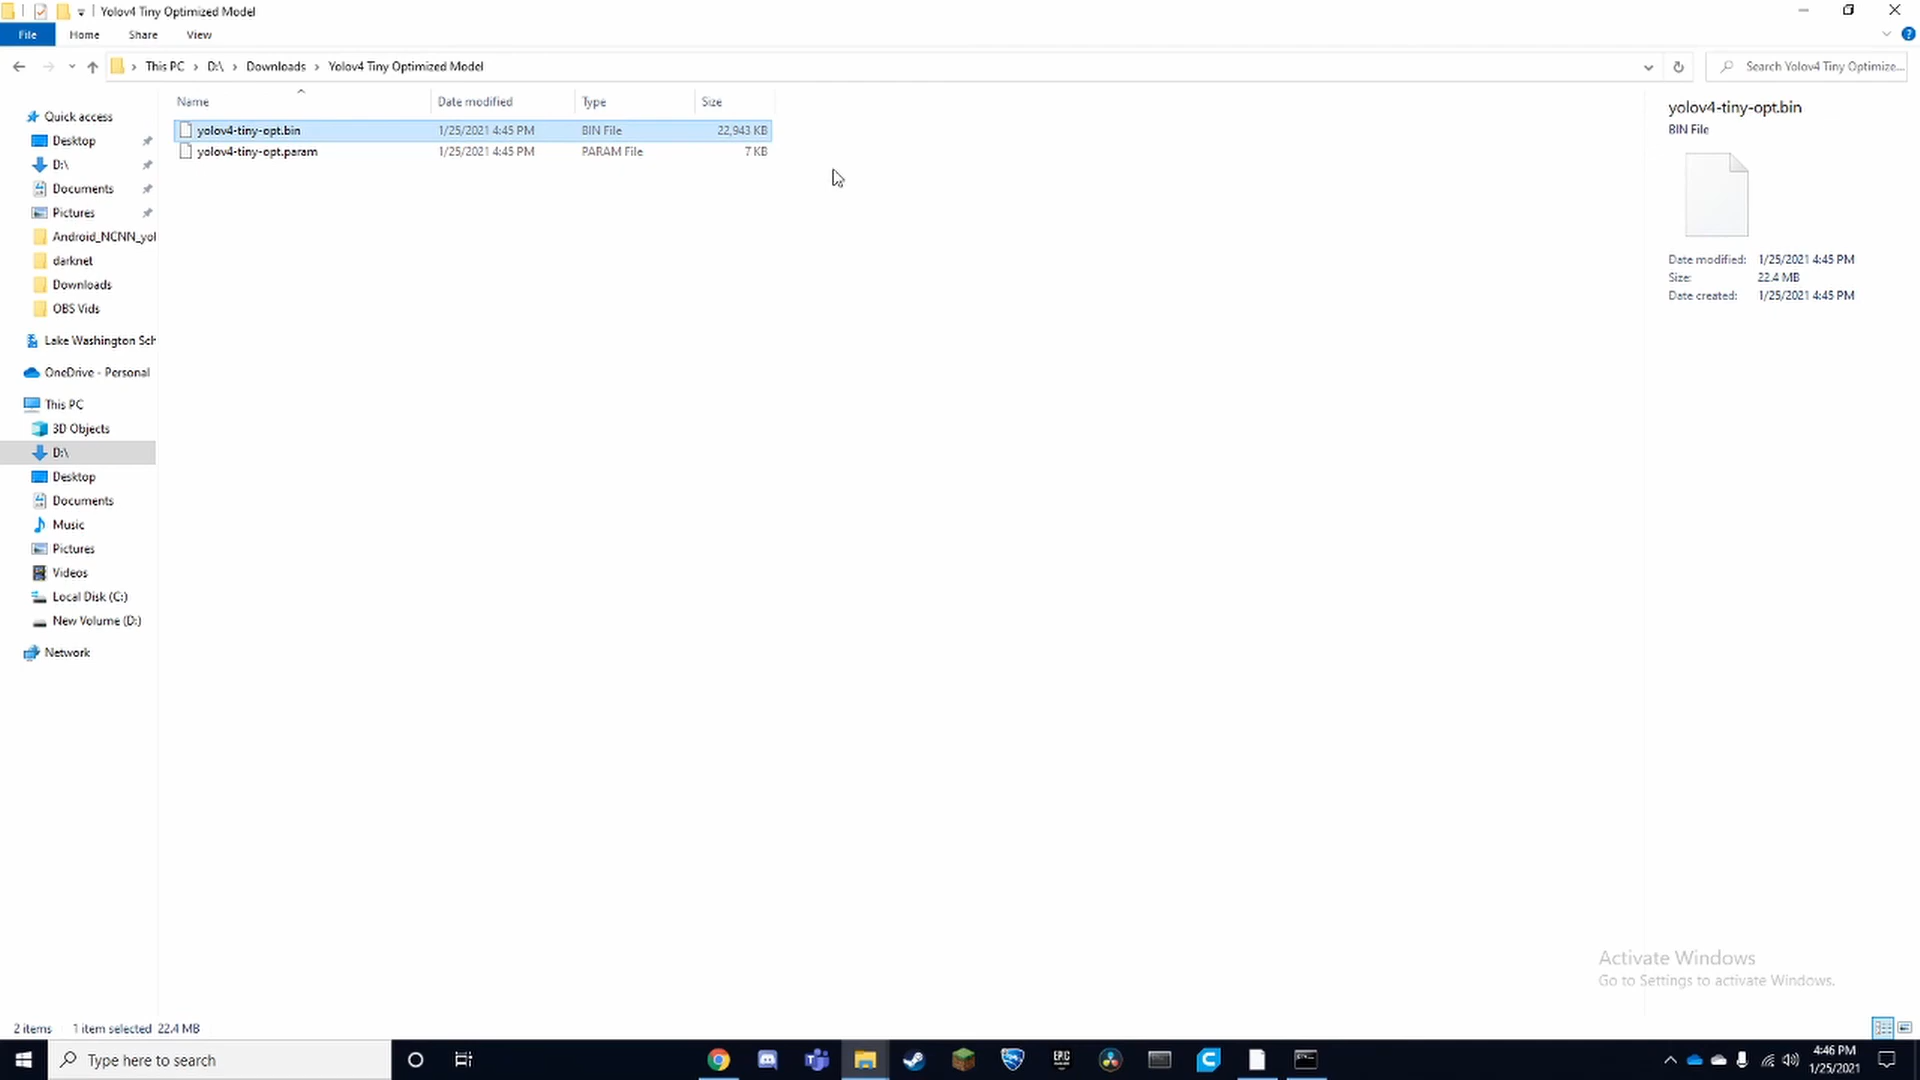 Yolov4 Tiny Optimized Model
File Home Share View
This PC D:\ Downloads Yolov4 Tiny Optimized Model
Search Yolov4 Tiny Optimize...
Name Date modified Type Size
yolov4-tiny-opt.bin 1/25/2021 4:45 PM BIN File 22,943 KB
yolov4-tiny-opt.param 1/25/2021 4:45 PM PARAM File 7 KB
Quick access
Desktop
D:\
Documents
Pictures
Android_NCNN_yol
darknet
Downloads
OBS Vids
Lake Washington Sch
OneDrive - Personal
This PC
3D Objects
D:\
Desktop
Documents
Music
Pictures
Videos
Local Disk (C:)
New Volume (D:)
Network
yolov4-tiny-opt.bin
BIN File
Date modified: 1/25/2021 4:45 PM
Size: 22.4 MB
Date created: 1/25/2021 4:45 PM
Activate Windows
Go to Settings to activate Windows.
2 items 1 item selected 22.4 MB
Type here to search
EPIC
4:46 PM
1/25/2021